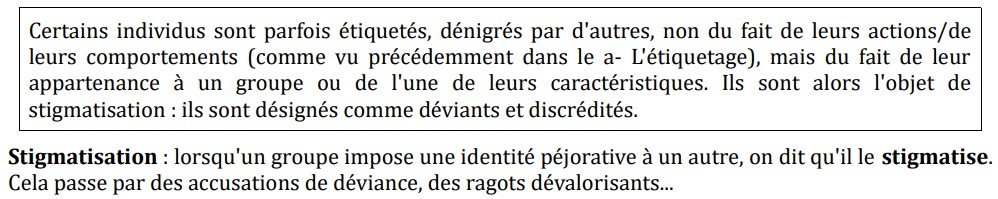 Certains individus sont parfois étiquetés, dénigrés par d'autres, non du fait de leurs actions/de
leurs comportements (comme vu précédemment dans le a- L'étiquetage), mais du fait de leur
appartenance à un groupe ou de l'une de leurs caractéristiques. Ils sont alors l'objet de
stigmatisation : ils sont désignés comme déviants et discrédités.
Stigmatisation : lorsqu'un groupe impose une identité péjorative à un autre, on dit qu'il le stigmatise.
Cela passe par des accusations de déviance, des ragots dévalorisants...